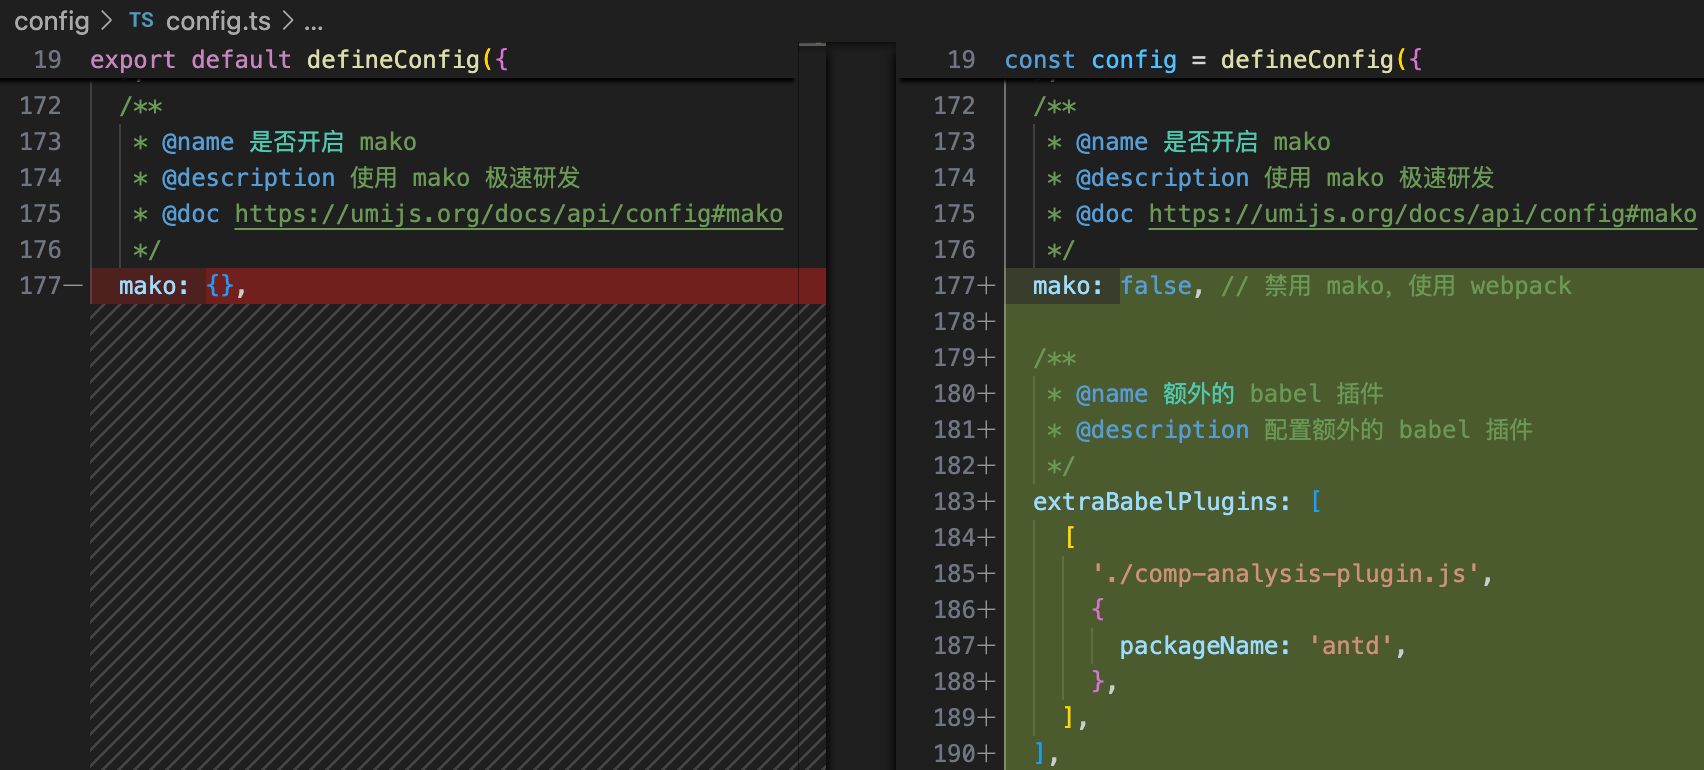 config > TS config.ts > ...
19 export default defineConfig({
172 /**
173 * @name 是否开启 mako
174 * @description 使用 mako 极速研发
175 * @doc https://umijs.org/docs/api/config#mako
176 */
177— mako: {},
19 const config = defineConfig({
172 /**
173 * @name 是否开启 mako
174 * @description 使用 mako 极速研发
175 * @doc https://umijs.org/docs/api/config#mako
176 */
177+ mako: false, // 禁用 mako, 使用 webpack
178+
179+ /**
180+ * @name 额外的 babel 插件
181+ * @description 配置额外的 babel 插件
182+ */
183+ extraBabelPlugins: [
184+ [
185+ './comp-analysis-plugin.js',
186+ {
187+ packageName: 'antd',
188+ },
189+ ],
190+ ],